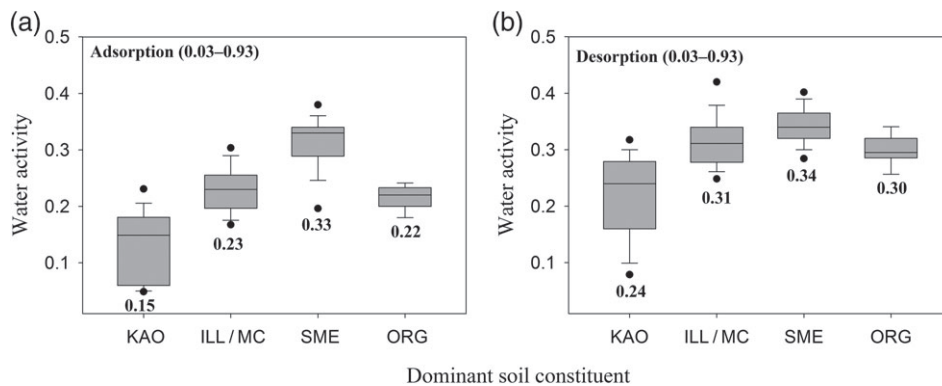 (a)
0.5
0.4
0.3
0.2
0.1
Water activity
Adsorption (0.03–0.93)
0.15
0.23
0.33
0.22
KAO
ILL / MC
SME
ORG
(b)
0.5
0.4
0.3
0.2
0.1
Water activity
Desorption (0.03–0.93)
0.24
0.31
0.34
0.30
KAO
ILL / MC
SME
ORG
Dominant soil constituent